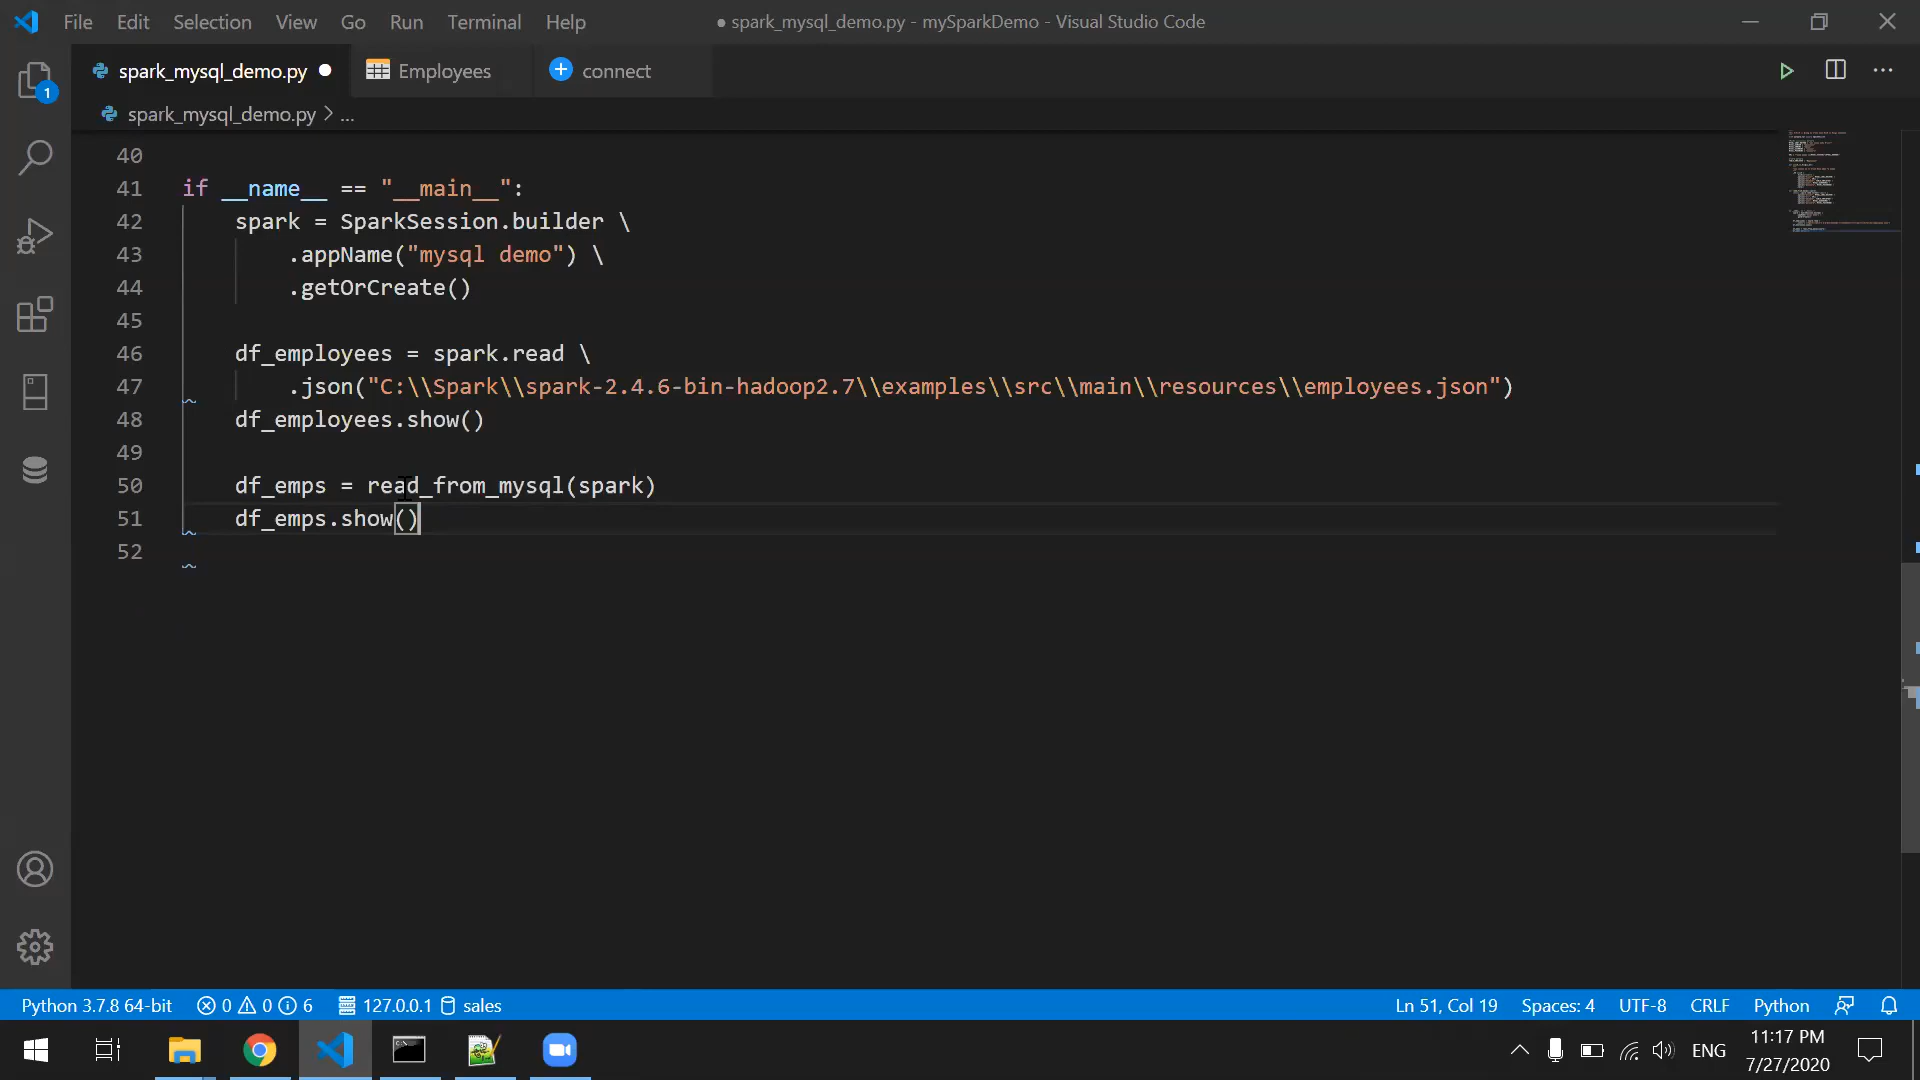 File Edit Selection View Go Run Terminal Help
● spark_mysql_demo.py - mySparkDemo - Visual Studio Code
spark_mysql_demo.py ●
Employees
connect
spark_mysql_demo.py > ...
1
40
41 if __name__ == "__main__":
42 spark = SparkSession.builder \
43 .appName("mysql demo") \
44 .getOrCreate()
45
46 df_employees = spark.read \
47 .json("C:\\Spark\\spark-2.4.6-bin-hadoop2.7\\examples\\src\\main\\resources\\employees.json")
48 df_employees.show()
49
50 df_emps = read_from_mysql(spark)
51 df_emps.show()
52
Python 3.7.8 64-bit 0 0 6 127.0.0.1 sales
Ln 51, Col 19 Spaces: 4 UTF-8 CRLF Python
ENG
11:17 PM
7/27/2020